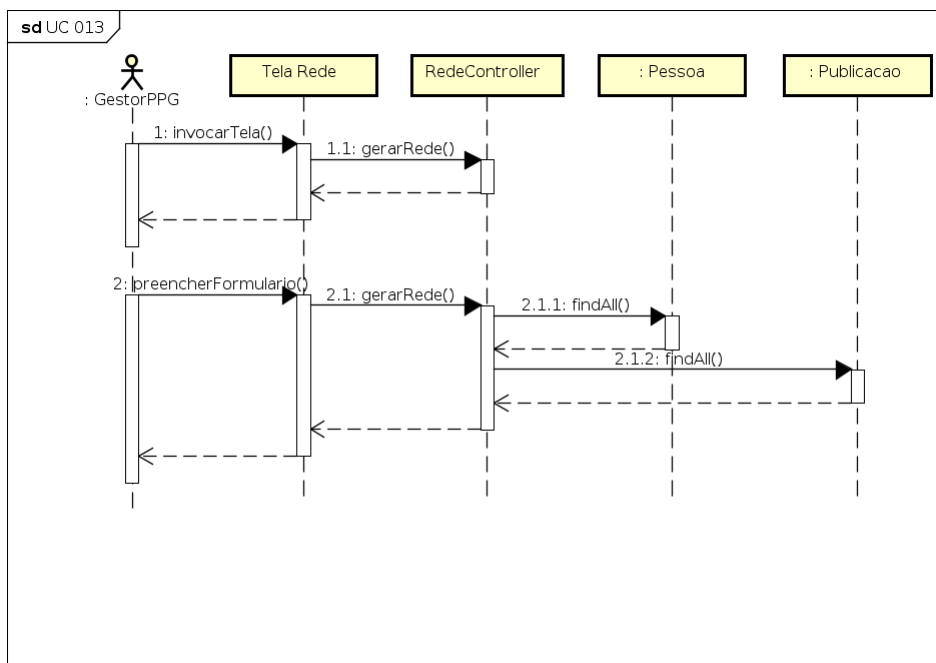 sd UC 013
: GestorPPG
Tela Rede
RedeController
: Pessoa
: Publicacao
1: invocarTela()
1.1: gerarRede()
2: preencherFormulario()
2.1: gerarRede()
2.1.1: findAll()
2.1.2: findAll()